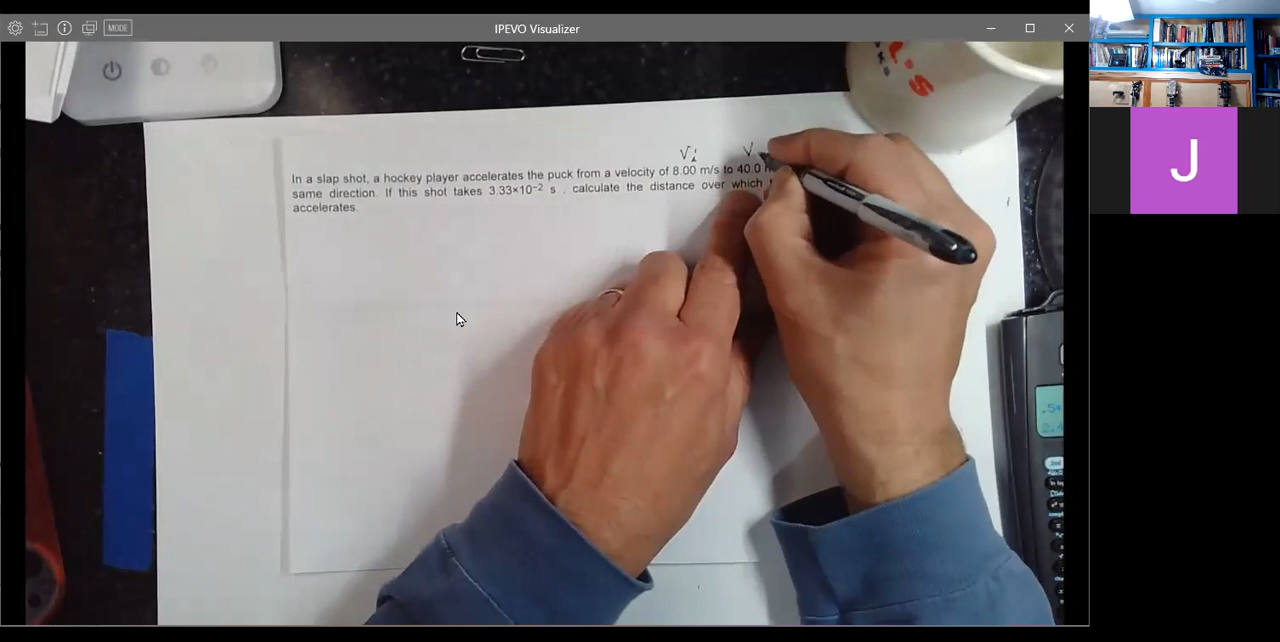 MODE
IPEVO Visualizer
Vi V
In a slap shot, a hockey player accelerates the puck from a velocity of 8.00 m/s to 40.0
same direction. If this shot takes 3.33×10⁻² s . calculate the distance over which
accelerates.
J